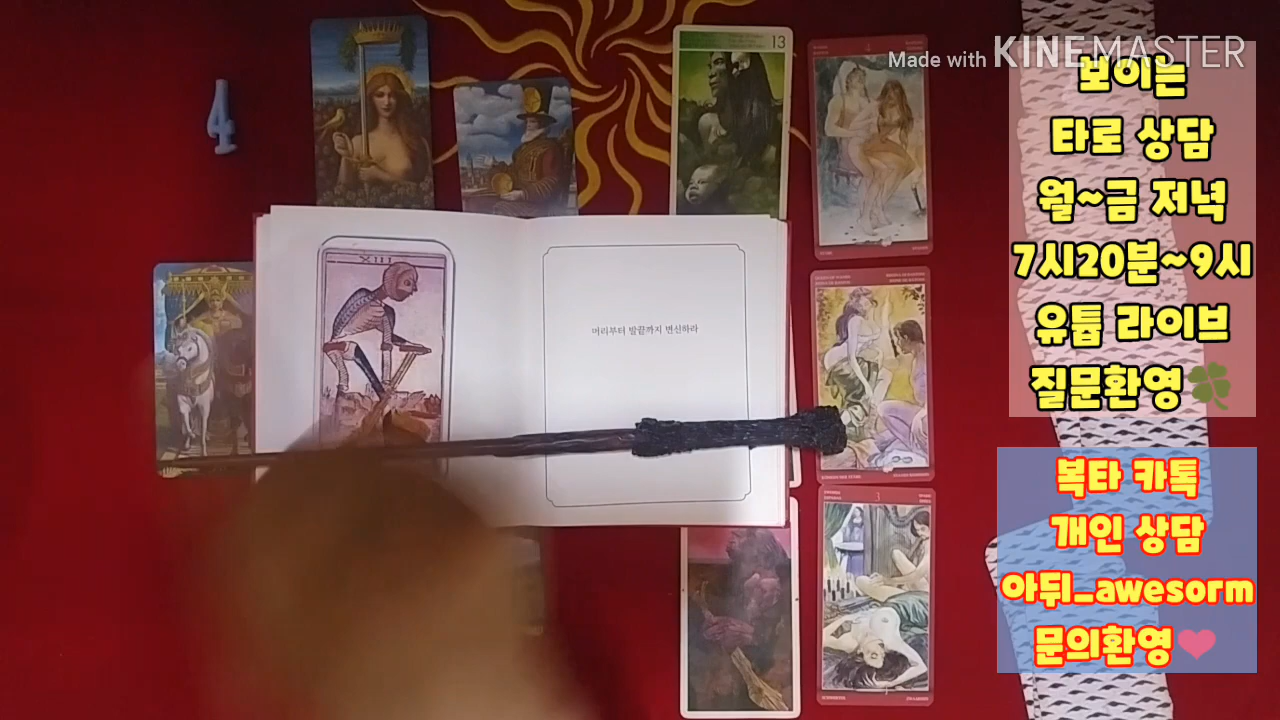 Made with KINEMASTER
4
13
4
XIII
머리부터 발끝까지 변신하라
3
보이는
타로 상담
월~금 저녁
7시20분~9시
유튭 라이브
질문환영🍀
복타 카톡
개인 상담
아뒤_awesorm
문의환영❤